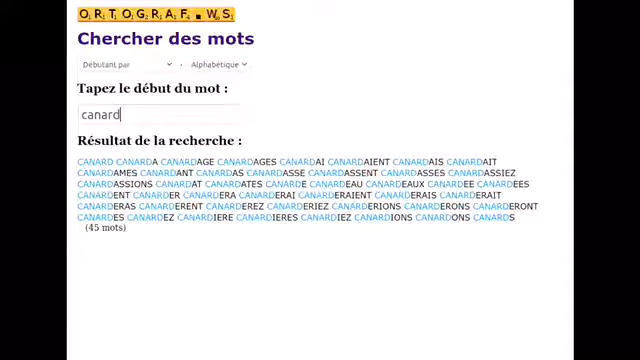 ORTOGRAF.WS
Chercher des mots
Débutant par - Alphabétique
Tapez le début du mot :
canard
Résultat de la recherche :
CANARD CANARDA CANARDAGE CANARDAGES CANARDAI CANARDAIENT CANARDAIS CANARDAIT
CANARDAMES CANARDANT CANARDAS CANARDASSE CANARDASSENT CANARDASSES CANARDASSIEZ
CANARDASSIONS CANARDAT CANARDATES CANARDE CANARDEAU CANARDEAUX CANARDEE CANARDEES
CANARDENT CANARDER CANARDERA CANARDERAI CANARDERAIENT CANARDERAIS CANARDERAIT
CANARDERAS CANARDERENT CANARDEREZ CANARDERIEZ CANARDERIONS CANARDERONS CANARDERONT
CANARDES CANARDEZ CANARDIERE CANARDIERES CANARDIEZ CANARDIONS CANARDONS CANARDS
(45 mots)